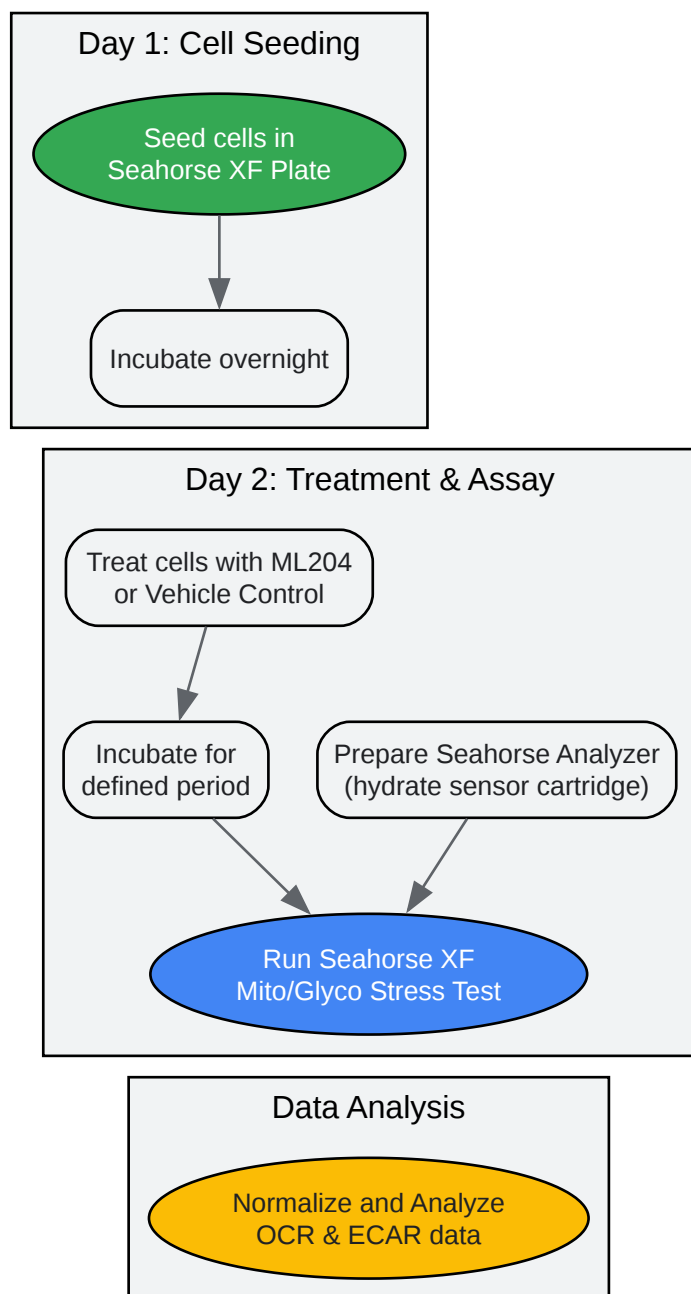 Day 1: Cell Seeding
Seed cells in
Seahorse XF Plate
Incubate overnight
Day 2: Treatment & Assay
Treat cells with ML204
or Vehicle Control
Incubate for
defined period
Prepare Seahorse Analyzer
(hydrate sensor cartridge)
Run Seahorse XF
Mito/Glyco Stress Test
Data Analysis
Normalize and Analyze
OCR & ECAR data